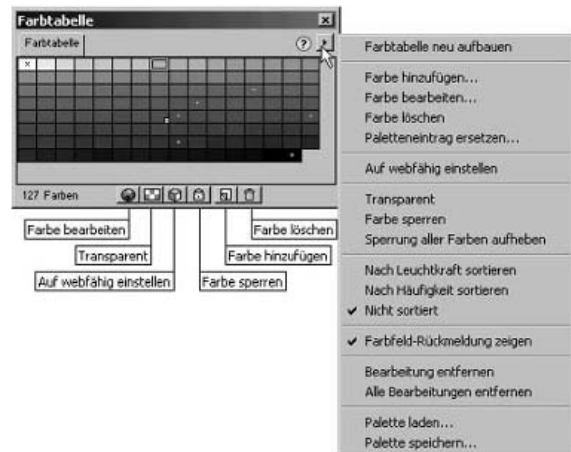 Farbtabelle
Farbtabelle
127 Farben
Farbe bearbeiten
Farbe löschen
Transparent
Farbe hinzufügen
Auf webfähig einstellen
Farbe sperren
Farbtabelle neu aufbauen
Farbe hinzufügen...
Farbe bearbeiten...
Farbe löschen
Paletteneintrag ersetzen...
Auf webfähig einstellen
Transparent
Farbe sperren
Sperrung aller Farben aufheben
Nach Leuchtkraft sortieren
Nach Häufigkeit sortieren
Nicht sortiert
Farbfeld-Rückmeldung zeigen
Bearbeitung entfernen
Alle Bearbeitungen entfernen
Palette laden...
Palette speichern...